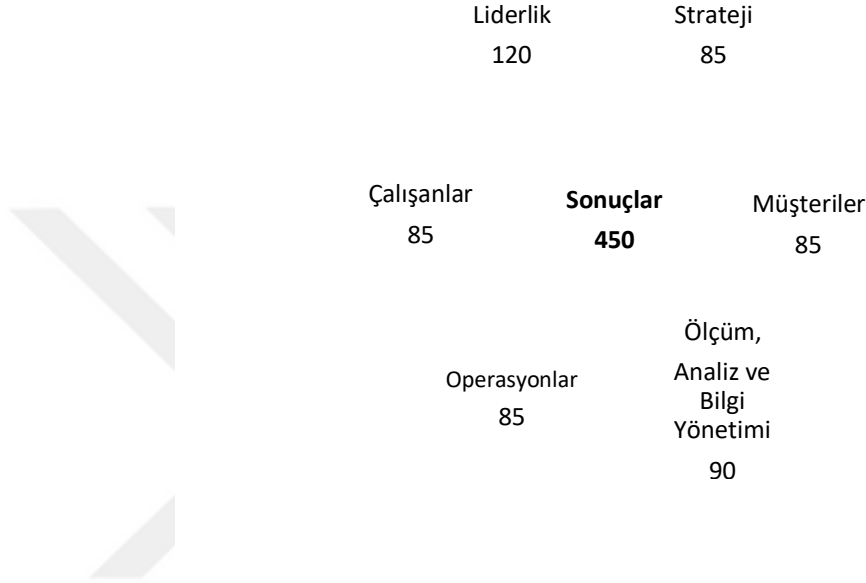 Liderlik
120
Strateji
85
Çalışanlar
85
Sonuçlar
450
Müşteriler
85
Operasyonlar
85
Ölçüm,
Analiz ve
Bilgi
Yönetimi
90